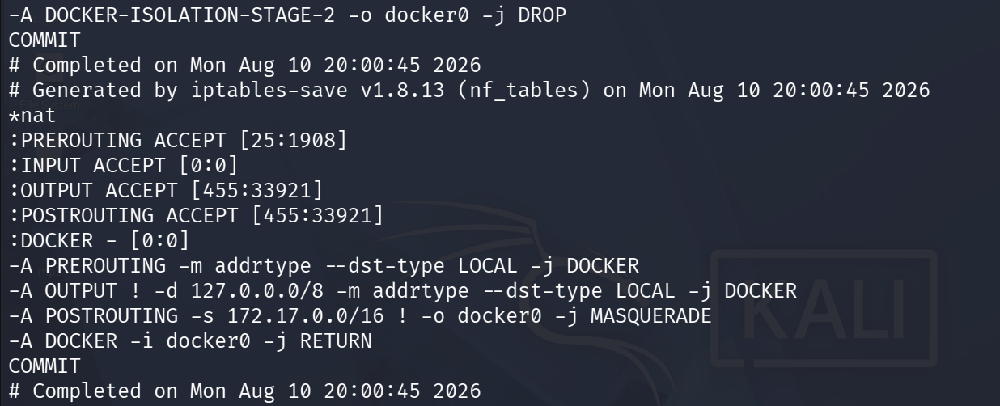 -A DOCKER-ISOLATION-STAGE-2 -o docker0 -j DROP
COMMIT
# Completed on Mon Aug 10 20:00:45 2026
# Generated by iptables-save v1.8.13 (nf_tables) on Mon Aug 10 20:00:45 2026
*nat
:PREROUTING ACCEPT [25:1908]
:INPUT ACCEPT [0:0]
:OUTPUT ACCEPT [455:33921]
:POSTROUTING ACCEPT [455:33921]
:DOCKER - [0:0]
-A PREROUTING -m addrtype --dst-type LOCAL -j DOCKER
-A OUTPUT ! -d 127.0.0.0/8 -m addrtype --dst-type LOCAL -j DOCKER
-A POSTROUTING -s 172.17.0.0/16 ! -o docker0 -j MASQUERADE
-A DOCKER -i docker0 -j RETURN
COMMIT
# Completed on Mon Aug 10 20:00:45 2026
KALI